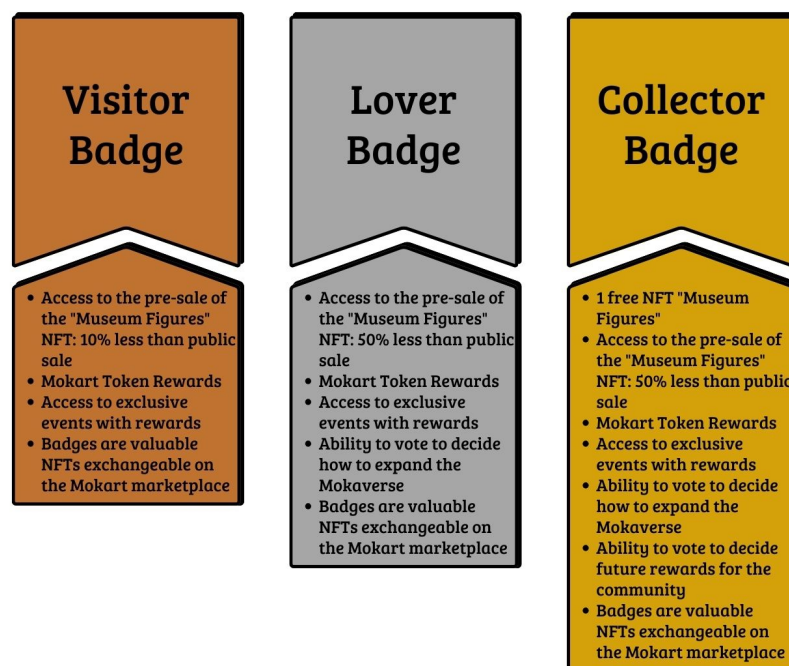 Visitor
Badge
• Access to the pre-sale of
the "Museum Figures"
NFT: 10% less than public
sale
• Mokart Token Rewards
• Access to exclusive
events with rewards
• Badges are valuable
NFTs exchangeable on
the Mokart marketplace
Lover
Badge
• Access to the pre-sale of
the "Museum Figures"
NFT: 50% less than public
sale
• Mokart Token Rewards
• Access to exclusive
events with rewards
• Ability to vote to decide
how to expand the
Mokaverse
• Badges are valuable
NFTs exchangeable on
the Mokart marketplace
Collector
Badge
• 1 free NFT "Museum
Figures"
• Access to the pre-sale of
the "Museum Figures"
NFT: 50% less than public
sale
• Mokart Token Rewards
• Access to exclusive
events with rewards
• Ability to vote to decide
how to expand the
Mokaverse
• Ability to vote to decide
future rewards for the
community
• Badges are valuable
NFTs exchangeable on
the Mokart marketplace